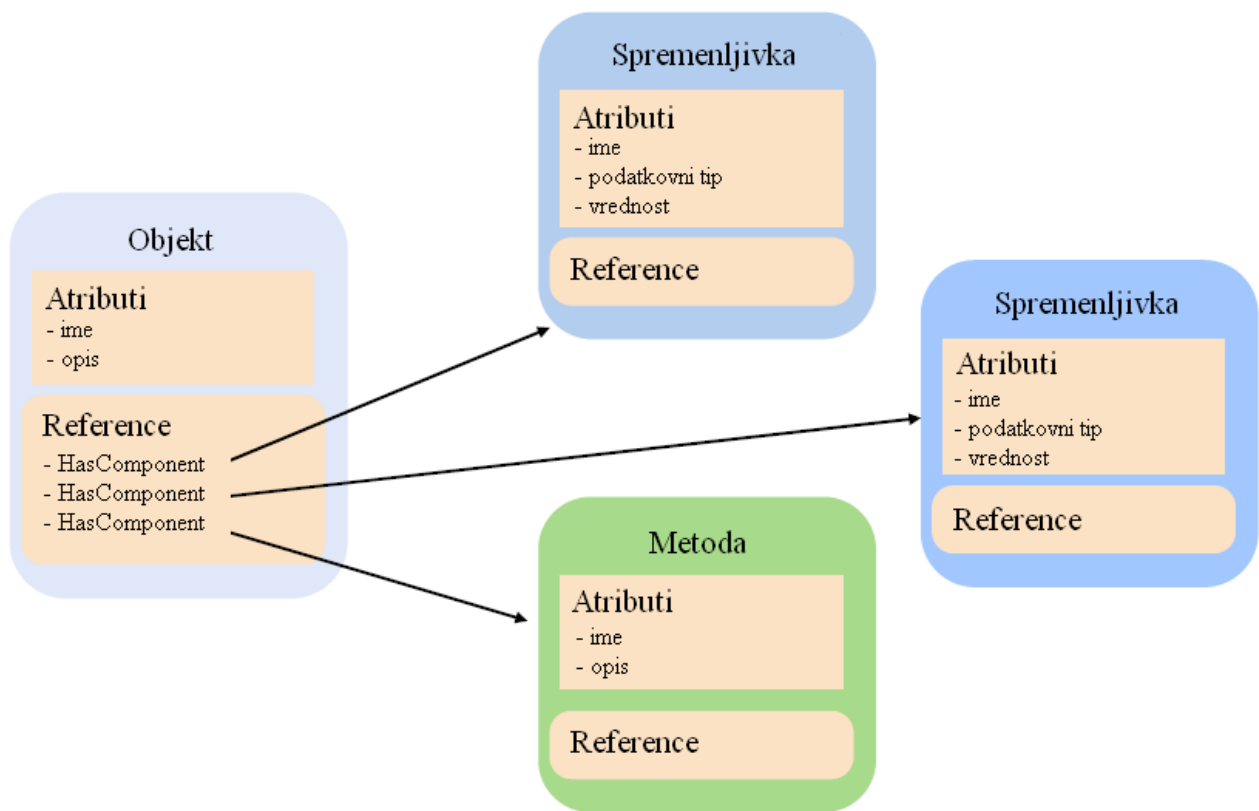 Objekt
Atributi
- ime
- opis
Reference
- HasComponent
- HasComponent
- HasComponent
Spremenljivka
Atributi
- ime
- podatkovni tip
- vrednost
Reference
Spremenljivka
Atributi
- ime
- podatkovni tip
- vrednost
Reference
Metoda
Atributi
- ime
- opis
Reference